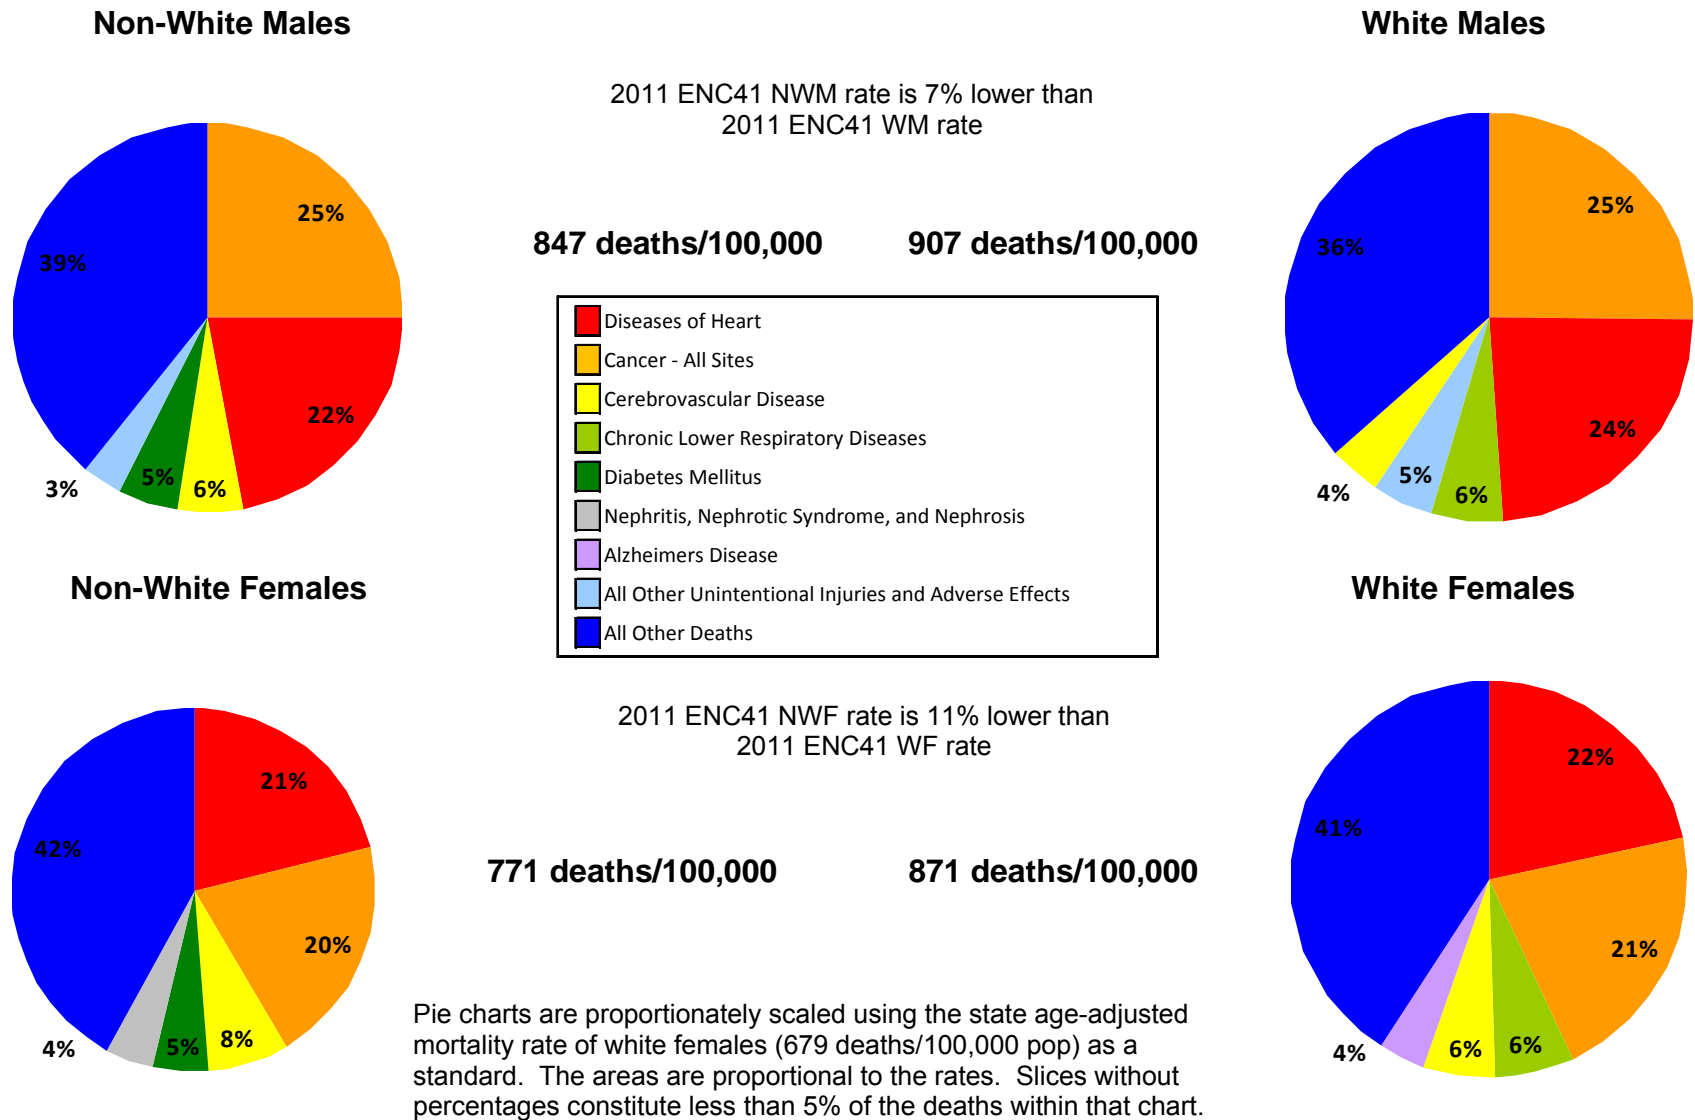 Non-White Males
White Males
2011 ENC41 NWM rate is 7% lower than
2011 ENC41 WM rate
25%
39%
22%
3%
5%
6%
847 deaths/100,000
907 deaths/100,000
25%
36%
24%
4%
5%
6%
Diseases of Heart
Cancer - All Sites
Cerebrovascular Disease
Chronic Lower Respiratory Diseases
Diabetes Mellitus
Nephritis, Nephrotic Syndrome, and Nephrosis
Alzheimers Disease
All Other Unintentional Injuries and Adverse Effects
All Other Deaths
Non-White Females
White Females
2011 ENC41 NWF rate is 11% lower than
2011 ENC41 WF rate
21%
42%
20%
4%
5%
8%
771 deaths/100,000
871 deaths/100,000
22%
41%
21%
4%
6%
6%
Pie charts are proportionately scaled using the state age-adjusted
mortality rate of white females (679 deaths/100,000 pop) as a
standard.  The areas are proportional to the rates.  Slices without
percentages constitute less than 5% of the deaths within that chart.